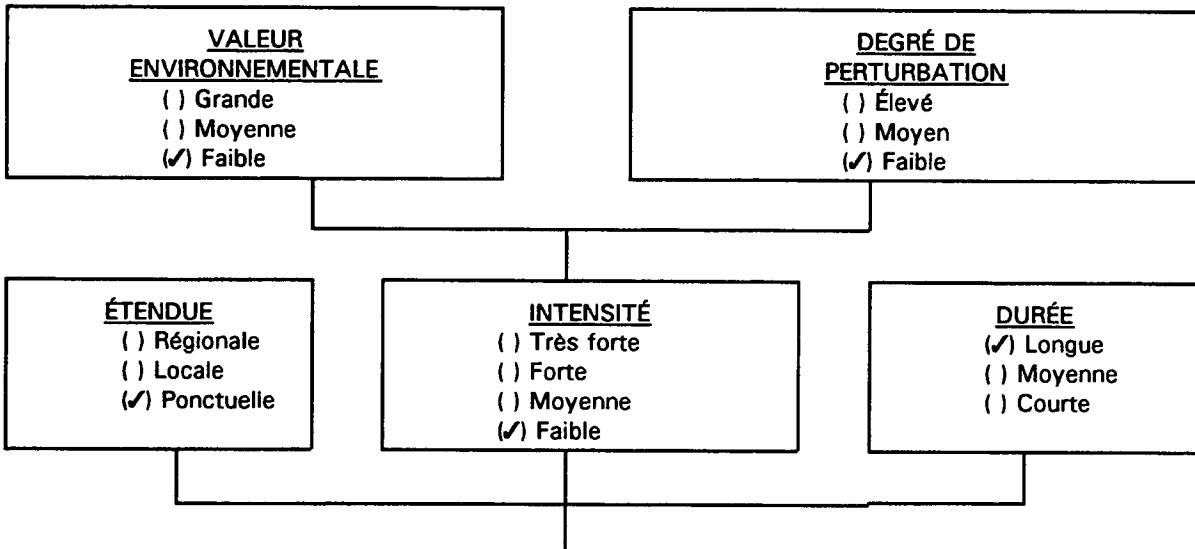 VALEUR
ENVIRONNEMENTALE
( ) Grande
( ) Moyenne
(✓) Faible
DEGRÉ DE
PERTURBATION
( ) Élevé
( ) Moyen
(✓) Faible
ÉTENDUE
( ) Régionale
( ) Locale
(✓) Ponctuelle
INTENSITÉ
( ) Très forte
( ) Forte
( ) Moyenne
(✓) Faible
DURÉE
(✓) Longue
( ) Moyenne
( ) Courte